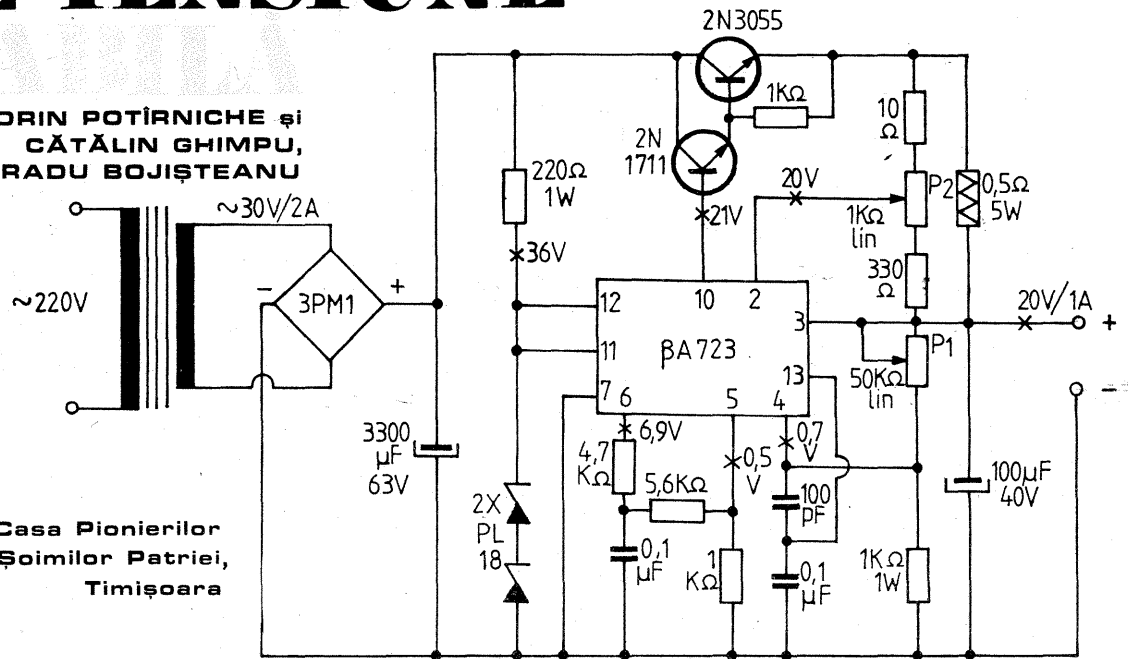 TENSIUNE
ORIN POTÎRNICHE și
CĂTĂLIN GHIMPU,
RADU BOJIȘTEANU
2N3055
1KΩ
2N
1711
10
Ω
P2
0,5Ω
5W
220Ω
1W
20V
1KΩ
lin
~30V/2A
21V
36V
330
Ω
~220V
−
3PM1
+
12
10
2
20V/1A
+
3
11
βA723
P1
50KΩ
lin
7
6
5
4
13
−
6,9V
0,7
V
3300
µF
63V
4,7
KΩ
0,5
V
5,6KΩ
100
pF
100µF
40V
2X
PL
18
0,1
µF
1
KΩ
0,1
µF
1KΩ
1W
Casa Pionierilor
Șoimilor Patriei,
Timișoara